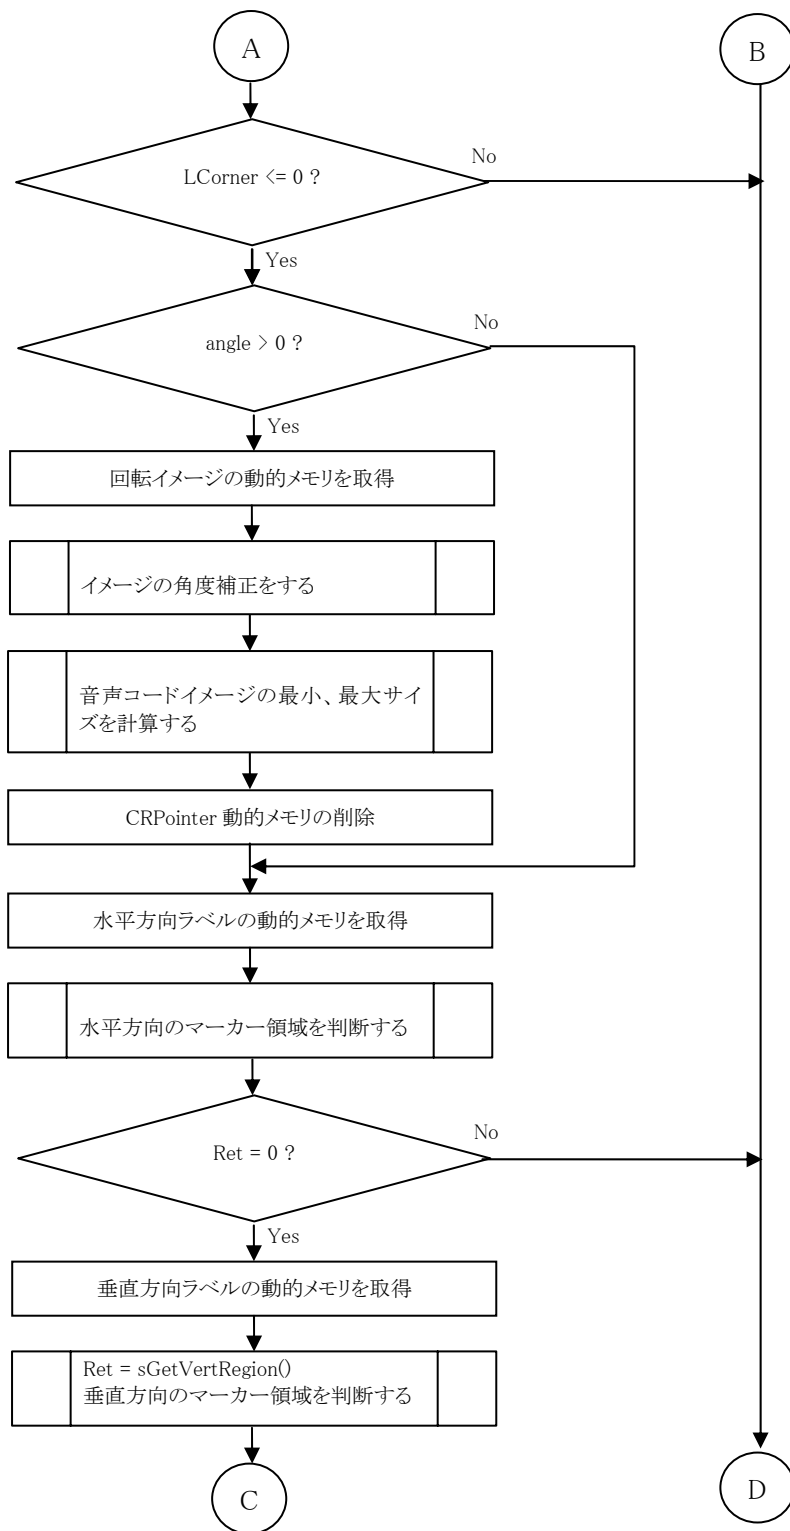 A
B
LCorner <= 0 ?
No
Yes
angle > 0 ?
No
Yes
回転イメージの動的メモリを取得
イメージの角度補正をする
音声コードイメージの最小、最大サイ
ズを計算する
CRPointer 動的メモリの削除
水平方向ラベルの動的メモリを取得
水平方向のマーカー領域を判断する
Ret = 0 ?
No
Yes
垂直方向ラベルの動的メモリを取得
Ret = sGetVertRegion()
垂直方向のマーカー領域を判断する
C
D